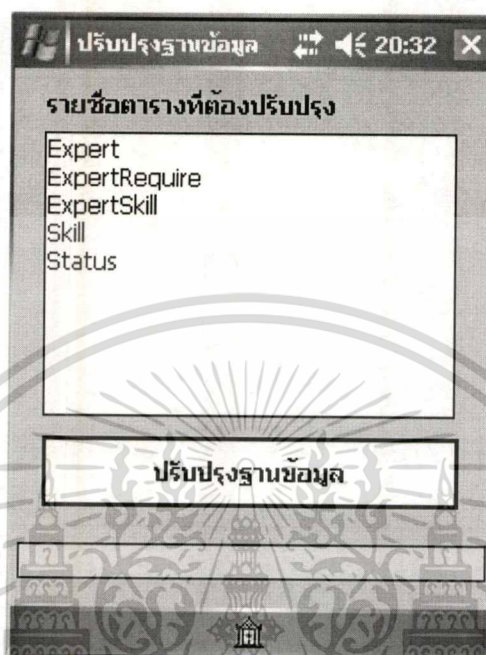 ปรับปรุงฐานข้อมูล 20:32
รายชื่อตารางที่ต้องปรับปรุง
Expert
ExpertRequire
ExpertSkill
Skill
Status
ปรับปรุงฐานข้อมูล